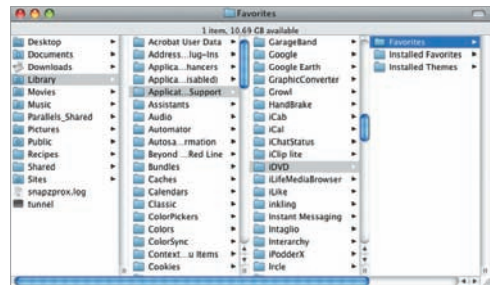 Favorites
1 item, 10.69 GB available
Desktop
Documents
Downloads
Library
Movies
Music
Parallels_Shared
Pictures
Public
Recipes
Shared
Sites
snapzprox.log
tunnel
Acrobat User Data
Address...lug-Ins
Applica...hancers
Applica...isabled)
Applicat...Support
Assistants
Audio
Automator
Autosa...rmation
Beyond ...Red Line
Bundles
Caches
Calendars
Classic
ColorPickers
Colors
ColorSync
Context...u Items
Cookies
GarageBand
Google
Google Earth
GraphicConverter
Growl
HandBrake
iCab
iCal
iChatStatus
iClip lite
iDVD
iLifeMediaBrowser
iLike
inkling
Instant Messaging
Intaglio
Interarchy
iPodderX
Ircle
Favorites
Installed Favorites
Installed Themes